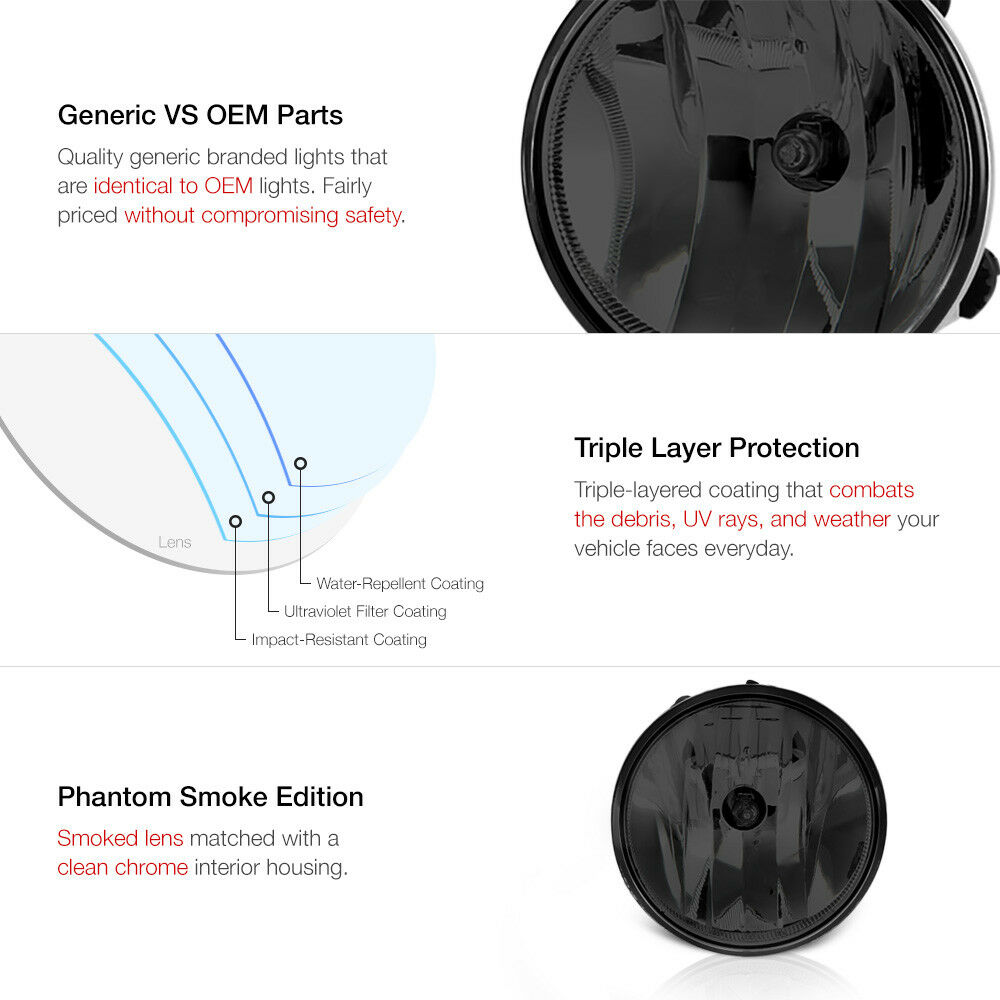 Generic VS OEM Parts
Quality generic branded lights that
are identical to OEM lights. Fairly
priced without compromising safety.
Triple Layer Protection
Triple-layered coating that combats
the debris, UV rays, and weather your
vehicle faces everyday.
Lens
Water-Repellent Coating
Ultraviolet Filter Coating
Impact-Resistant Coating
Phantom Smoke Edition
Smoked lens matched with a
clean chrome interior housing.